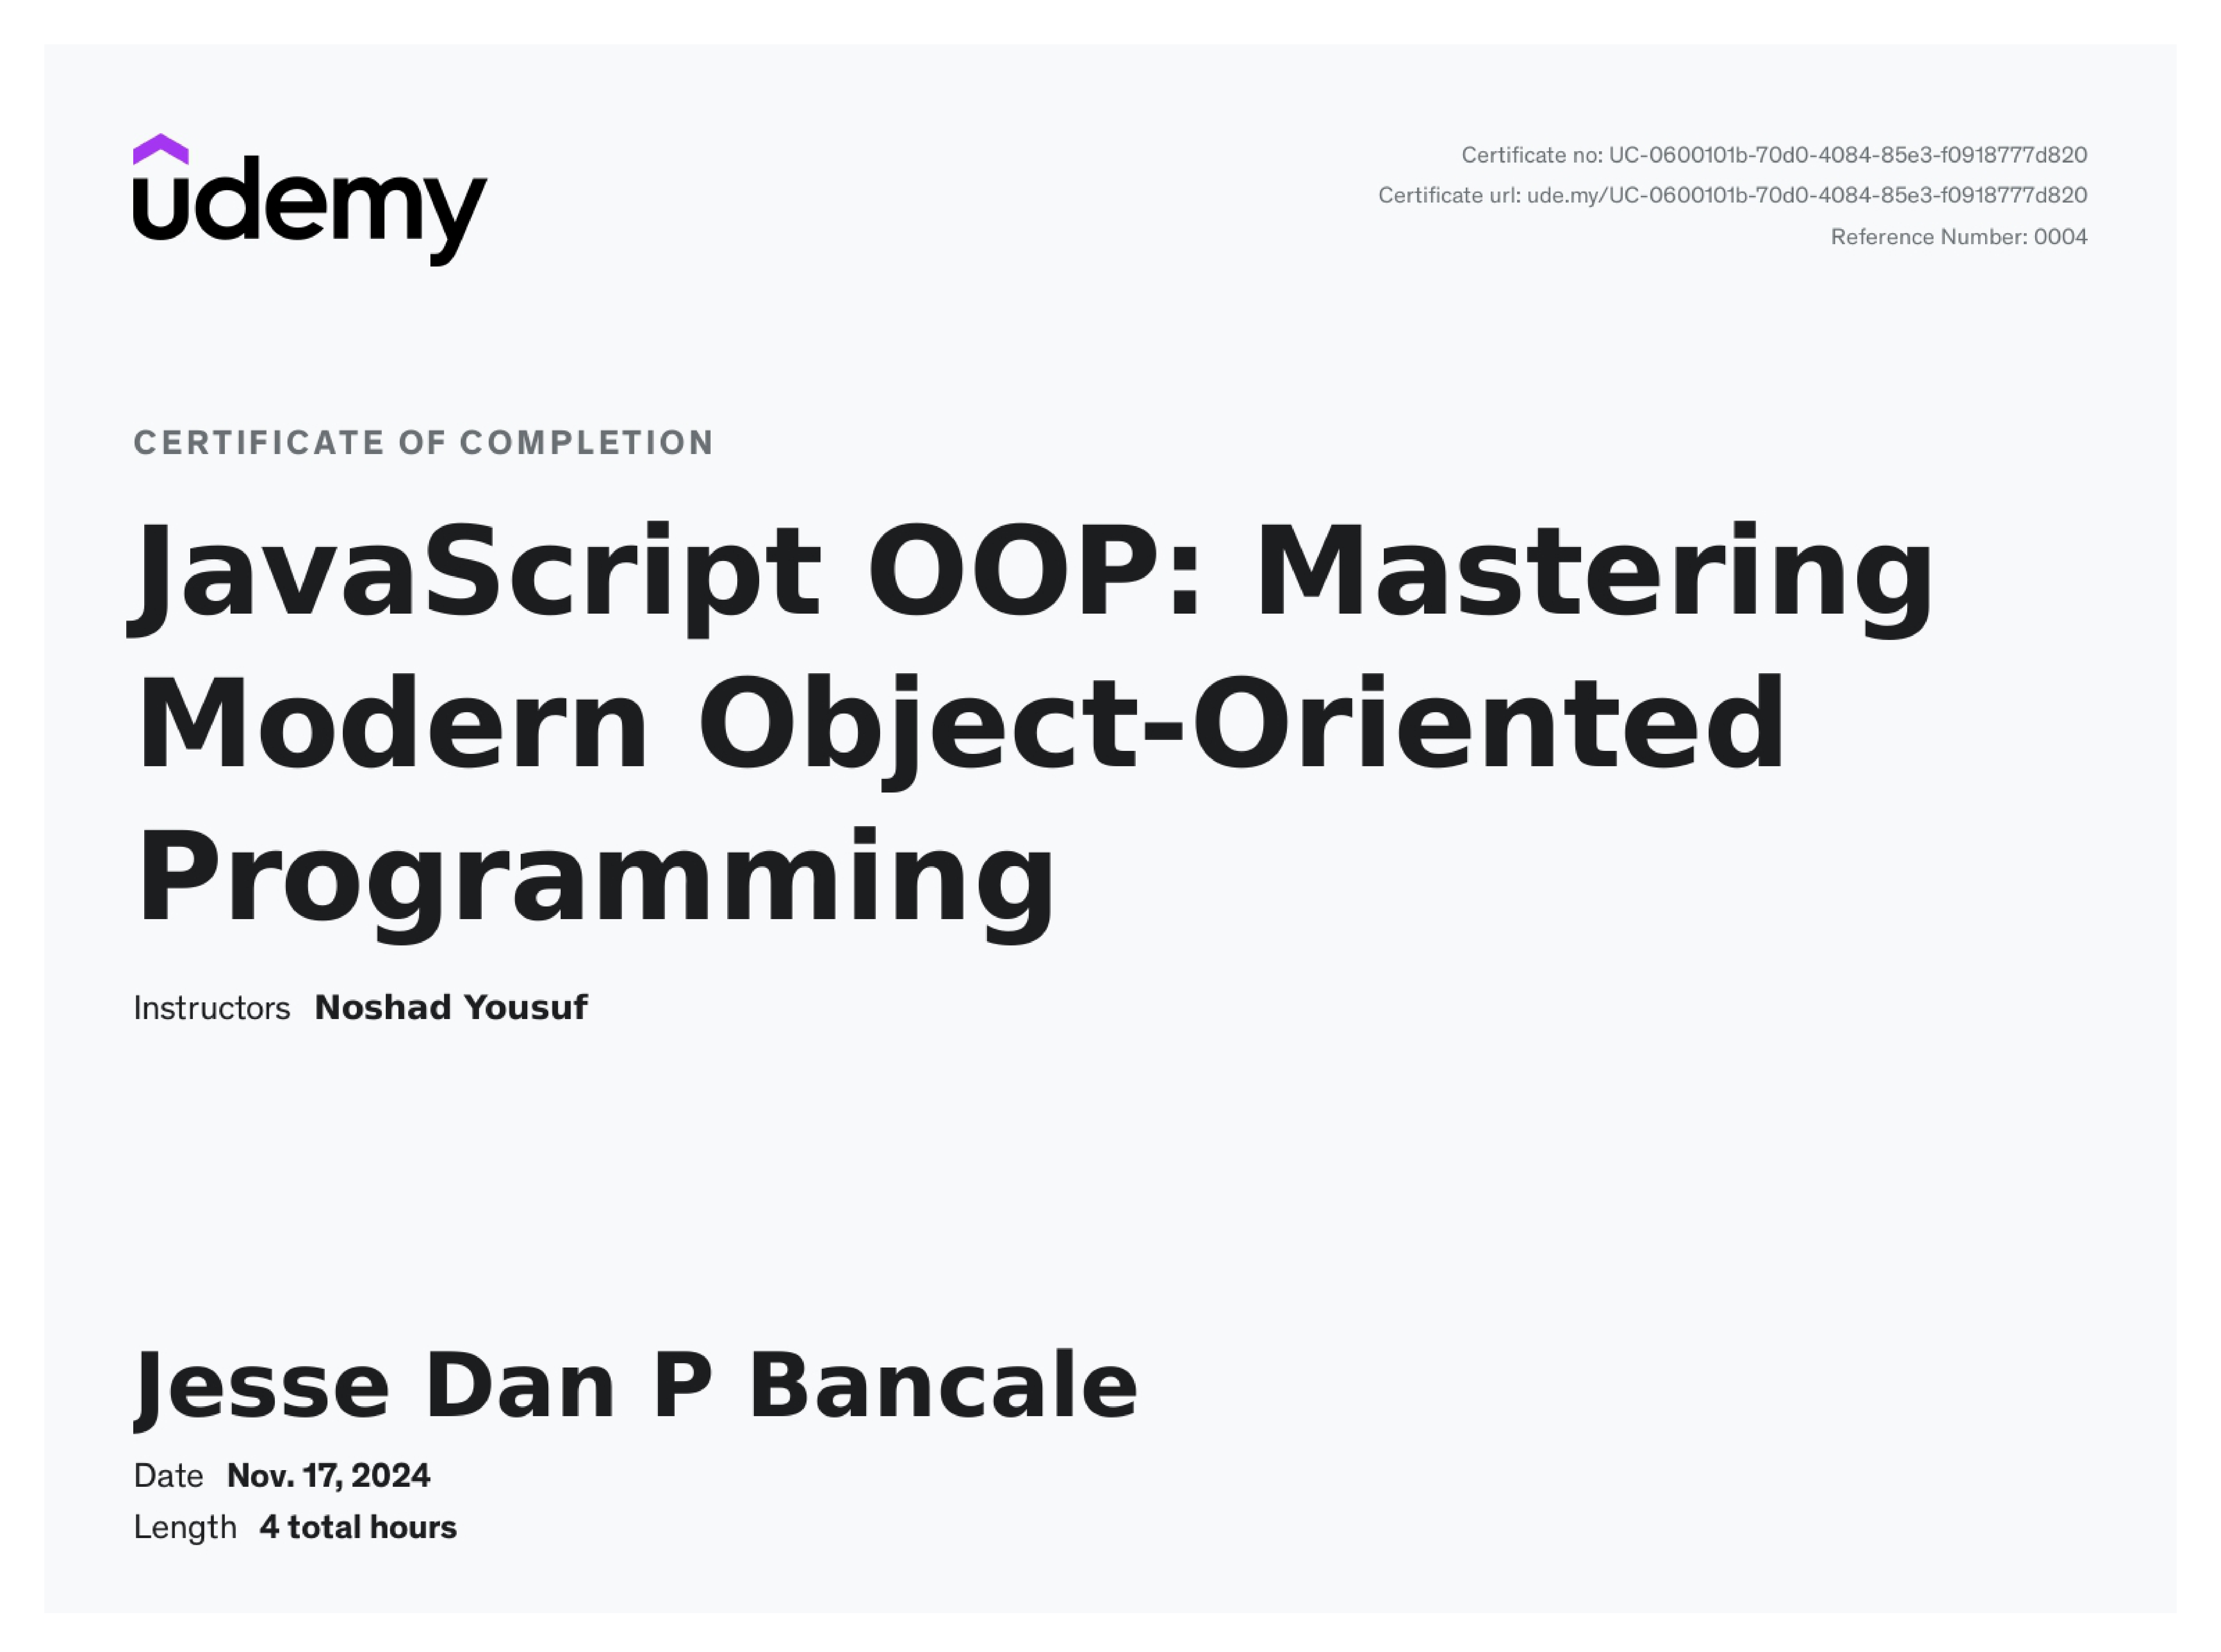 udemy
Certificate no: UC-0600101b-70d0-4084-85e3-f0918777d820
Certificate url: ude.my/UC-0600101b-70d0-4084-85e3-f0918777d820
Reference Number: 0004
CERTIFICATE OF COMPLETION
JavaScript OOP: Mastering
Modern Object-Oriented
Programming
Instructors Noshad Yousuf
Jesse Dan P Bancale
Date Nov. 17, 2024
Length 4 total hours